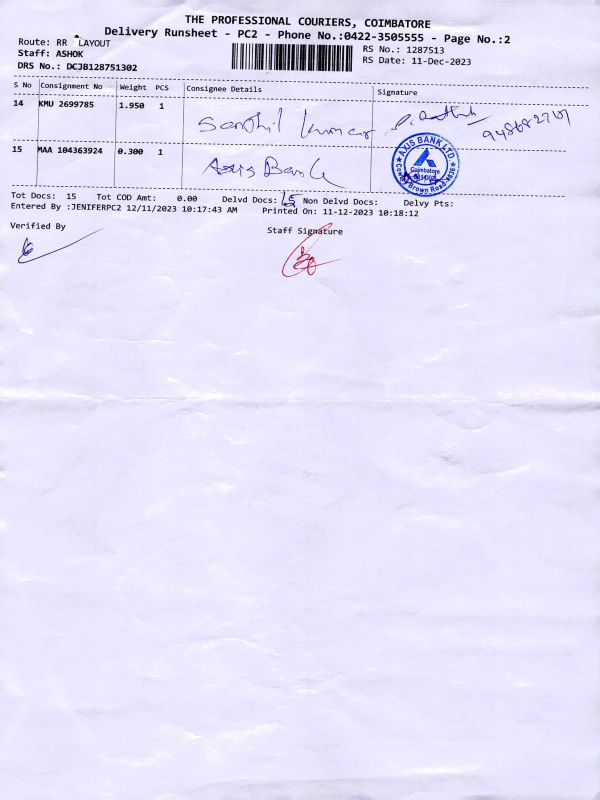 THE PROFESSIONAL COURIERS, COIMBATORE
Delivery Runsheet - PC2 - Phone No.:0422-3505555 - Page No.:2
Route: RR LAYOUT
RS No.: 1287513
Staff: ASHOK
RS Date: 11-Dec-2023
DRS No.: DCJB128751302
S No Consignment No Weight PCS Consignee Details Signature
14 KMU 2699785 1.950 1 Senthil Kumar
15 MAA 104363924 0.300 1 Axis Bank
AXIS BANK LTD.
Coimbatore
Cowley Brown Road
Tot Docs: 15 Tot COD Amt: 0.00 Delvd Docs: 15 Non Delvd Docs: Delvy Pts:
Entered By :JENIFERPC2 12/11/2023 10:17:43 AM Printed On: 11-12-2023 10:18:12
Verified By
Staff Signature